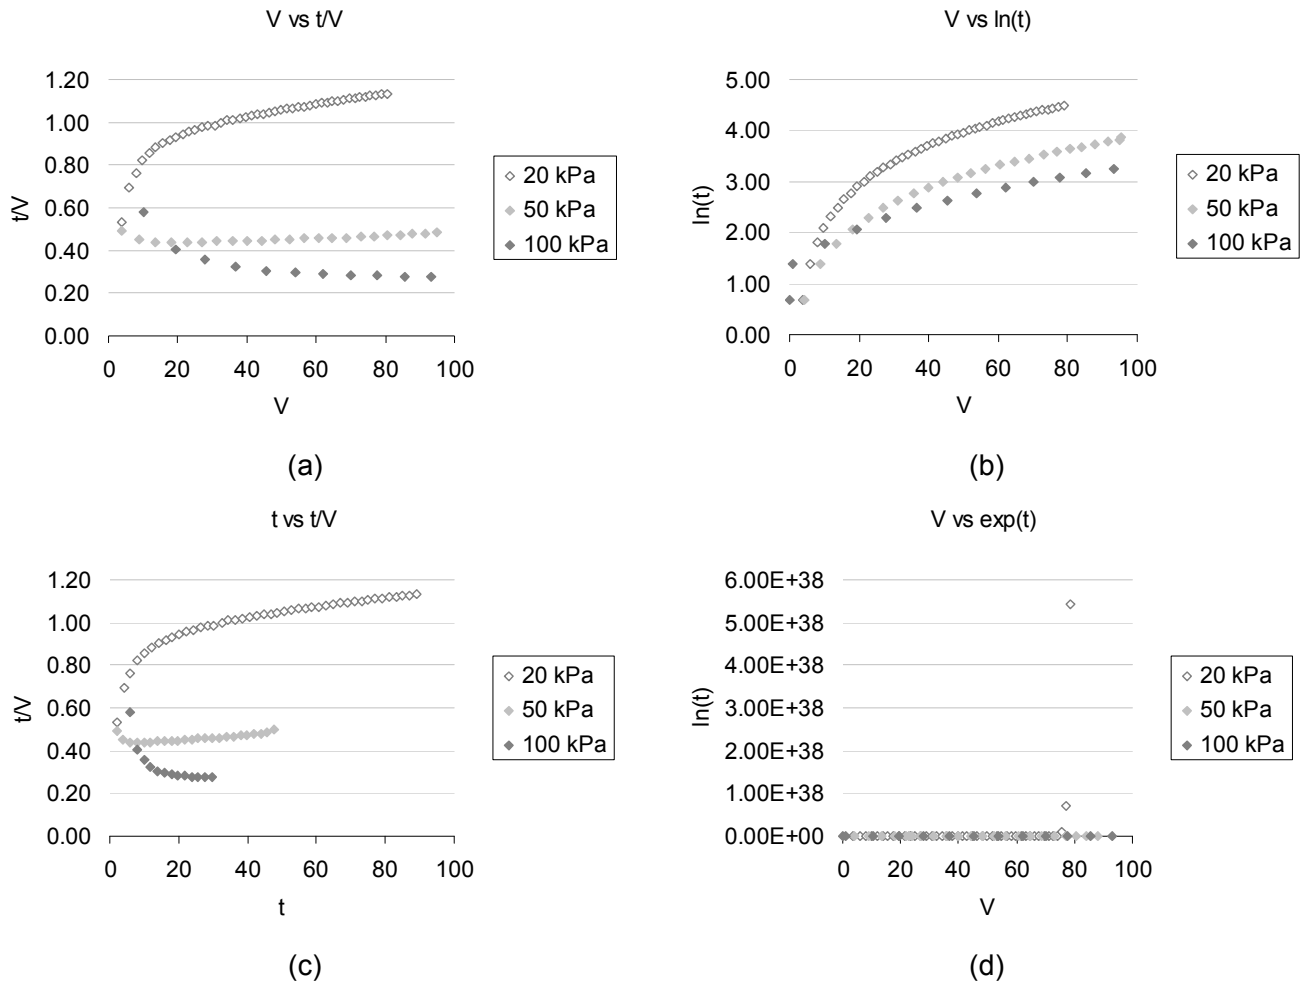 V vs t/V
1.20
1.00
0.80
0.60
0.40
0.20
0.00
t/V
0 20 40 60 80 100
V
20 kPa
50 kPa
100 kPa
(a)
V vs ln(t)
5.00
4.00
3.00
2.00
1.00
0.00
ln(t)
0 20 40 60 80 100
V
20 kPa
50 kPa
100 kPa
(b)
t vs t/V
1.20
1.00
0.80
0.60
0.40
0.20
0.00
t/V
0 20 40 60 80 100
t
20 kPa
50 kPa
100 kPa
(c)
V vs exp(t)
6.00E+38
5.00E+38
4.00E+38
3.00E+38
2.00E+38
1.00E+38
0.00E+00
ln(t)
0 20 40 60 80 100
V
20 kPa
50 kPa
100 kPa
(d)